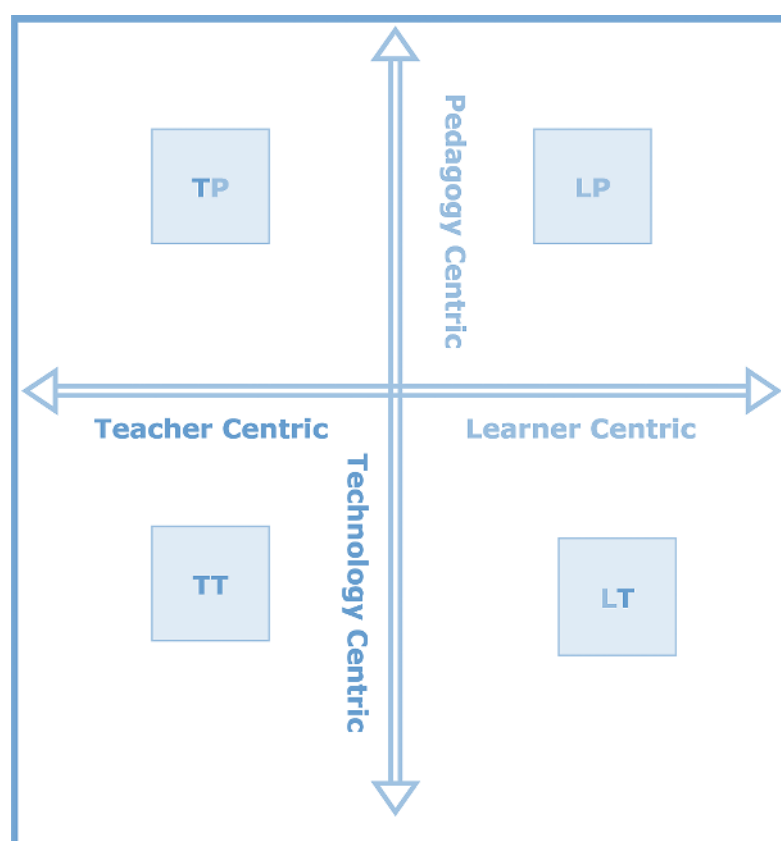 Pedagogy Centric
TP
LP
Teacher Centric
Learner Centric
Technology Centric
TT
LT